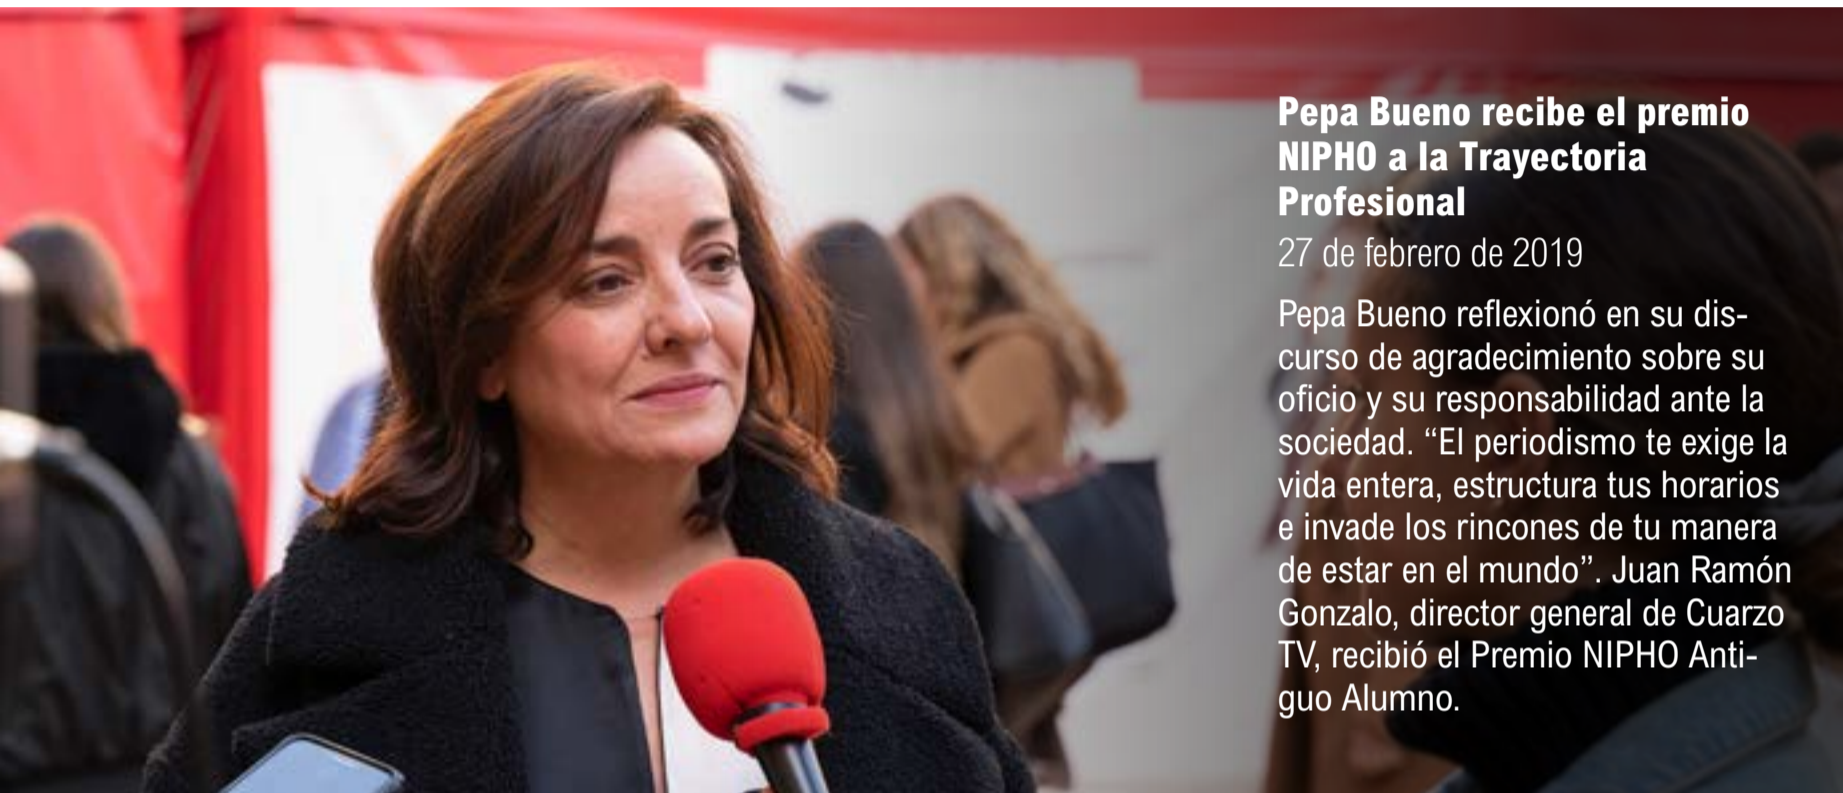 Pepa Bueno recibe el premio
NIPHO a la Trayectoria
Profesional
27 de febrero de 2019
Pepa Bueno reflexionó en su dis-
curso de agradecimiento sobre su
oficio y su responsabilidad ante la
sociedad. “El periodismo te exige la
vida entera, estructura tus horarios
e invade los rincones de tu manera
de estar en el mundo”. Juan Ramón
Gonzalo, director general de Cuarzo
TV, recibió el Premio NIPHO Anti-
guo Alumno.